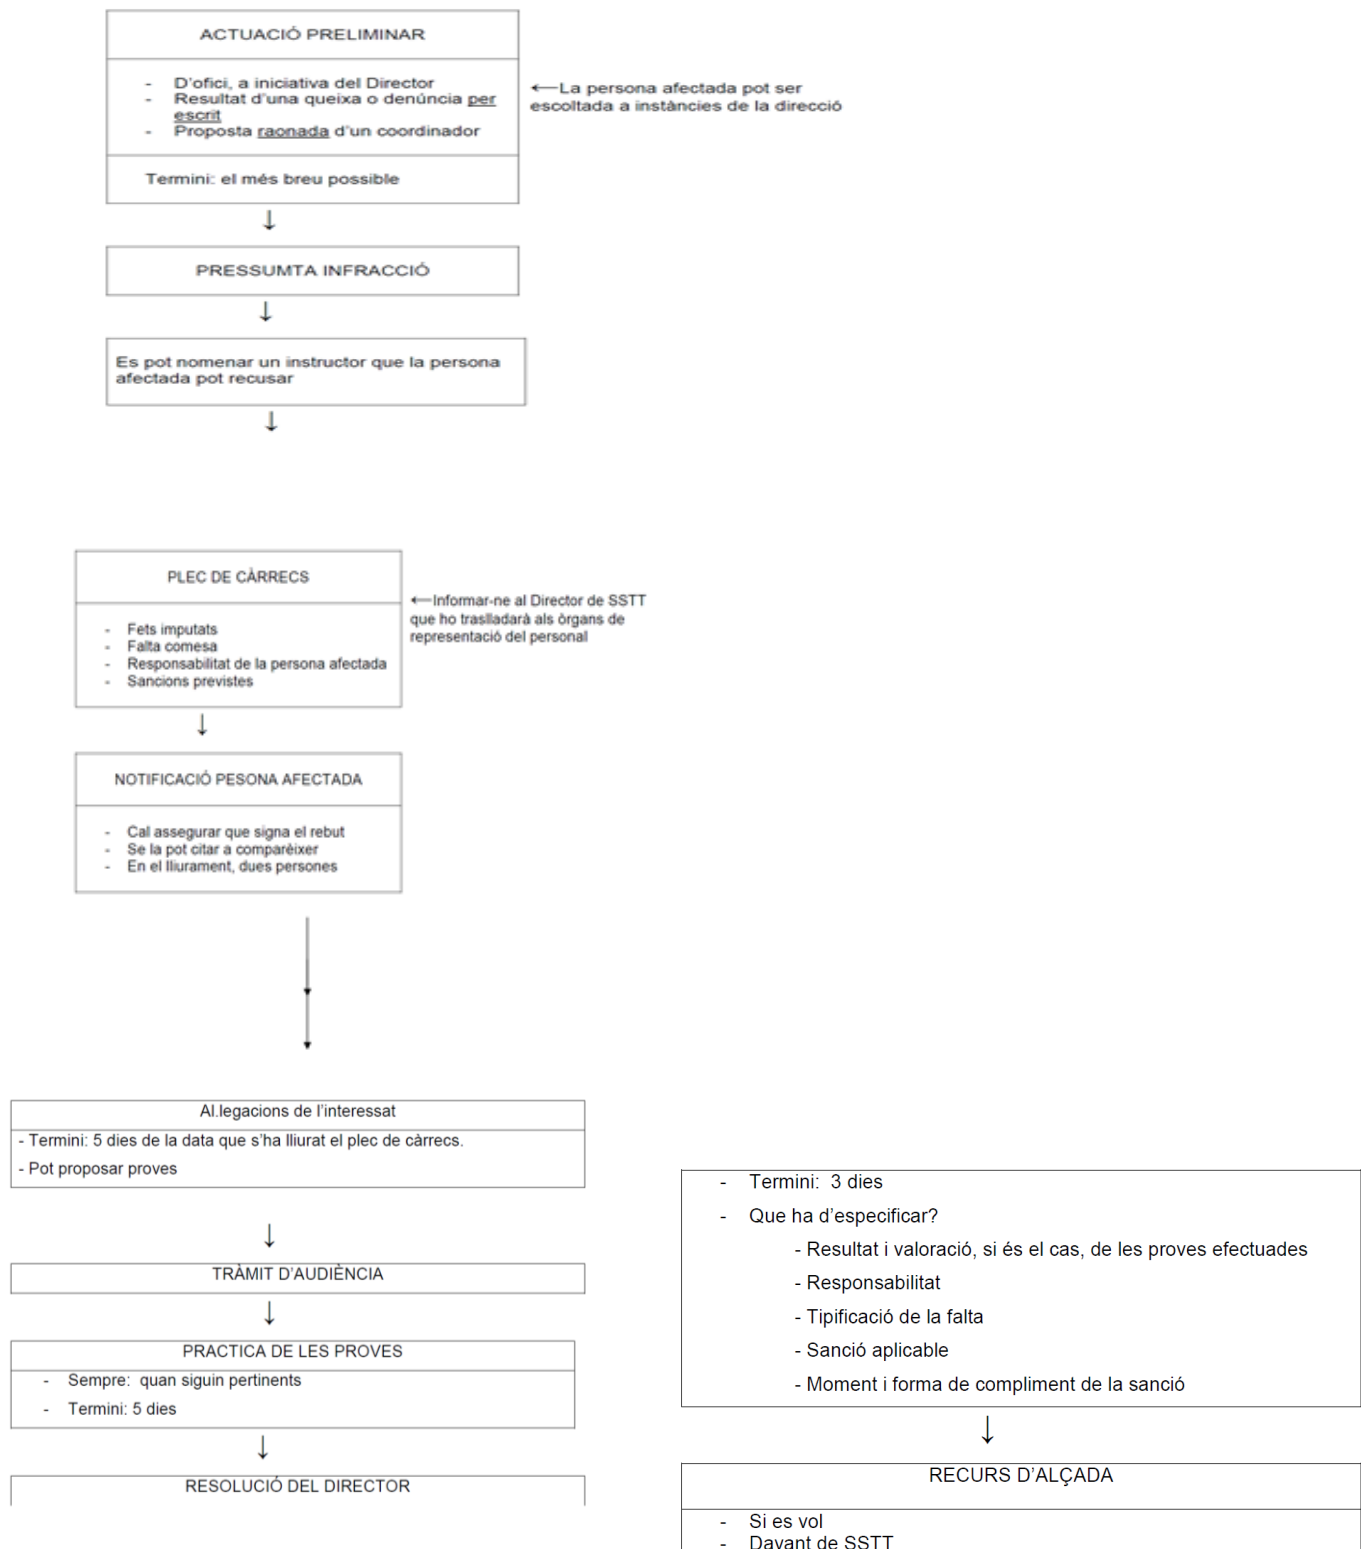 ACTUACIÓ PRELIMINAR
- D'ofici, a iniciativa del Director
- Resultat d'una queixa o denúncia per
escrit
- Proposta raonada d'un coordinador
Termini: el més breu possible
←La persona afectada pot ser
escoltada a instàncies de la direcció
↓
PRESSUMTA INFRACCIÓ
↓
Es pot nomenar un instructor que la persona
afectada pot recusar
↓
PLEC DE CÀRRECS
- Fets imputats
- Falta comesa
- Responsabilitat de la persona afectada
- Sancions previstes
←Informar-ne al Director de SSTT
que ho traslladarà als òrgans de
representació del personal
↓
NOTIFICACIÓ PESONA AFECTADA
- Cal assegurar que signa el rebut
- Se la pot citar a comparèixer
- En el lliurament, dues persones
Al.legacions de l'interessat
- Termini: 5 dies de la data que s'ha lliurat el plec de càrrecs.
- Pot proposar proves
↓
TRÀMIT D'AUDIÈNCIA
↓
PRACTICA DE LES PROVES
- Sempre: quan siguin pertinents
- Termini: 5 dies
↓
RESOLUCIÓ DEL DIRECTOR
- Termini: 3 dies
- Que ha d'especificar?
- Resultat i valoració, si és el cas, de les proves efectuades
- Responsabilitat
- Tipificació de la falta
- Sanció aplicable
- Moment i forma de compliment de la sanció
↓
RECURS D'ALÇADA
- Si es vol
- Davant de SSTT